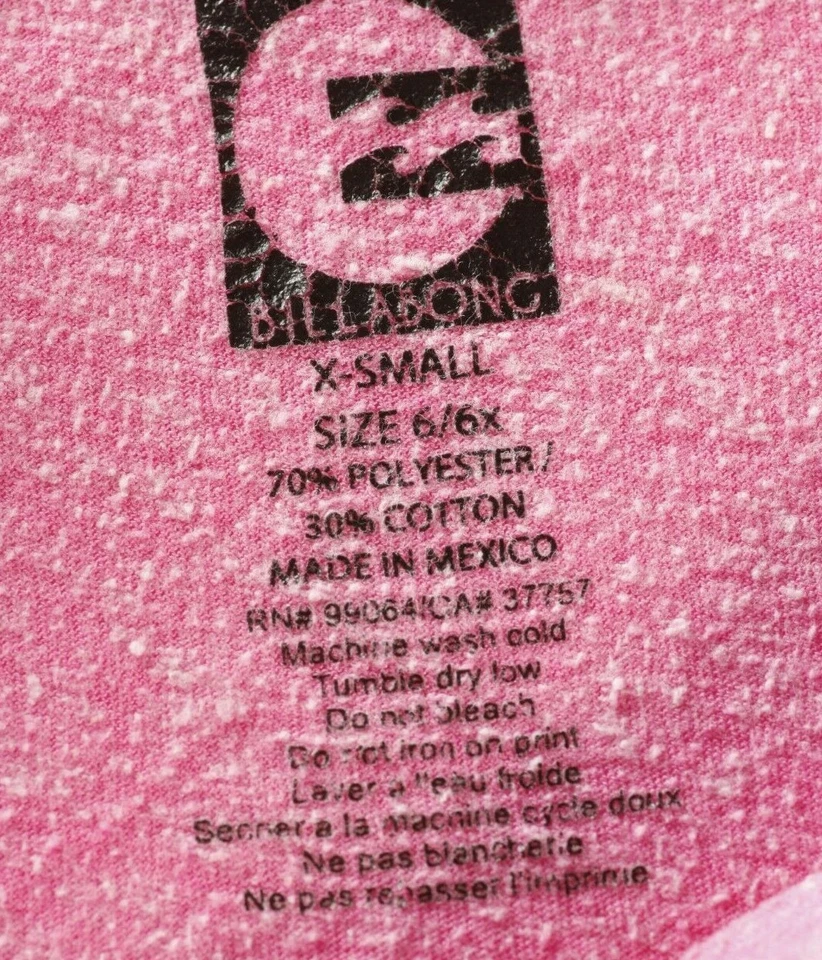 BILLABONG
X-SMALL
SIZE 6/6x
70% POLYESTER/
30% COTTON
MADE IN MEXICO
RN# 99064/CA# 37757
Machine wash cold
Tumble dry low
Do not bleach
Do not iron on print
Laver a l'eau froide
Secher a la machine cycle doux
Ne pas blancherie
Ne pas repasser l'imprime